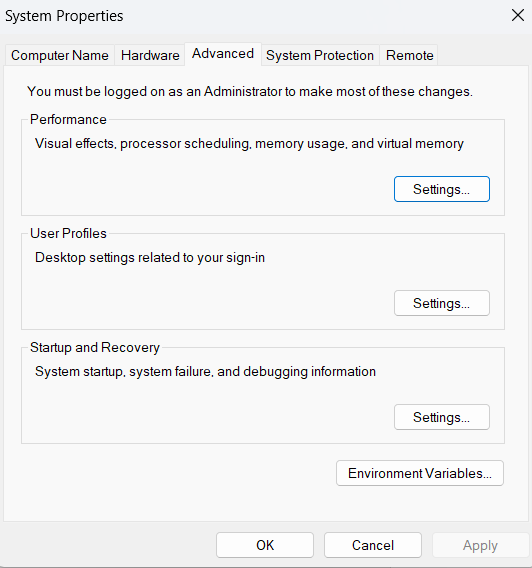 System Properties
Computer Name
Hardware
Advanced
System Protection
Remote
You must be logged on as an Administrator to make most of these changes.
Performance
Visual effects, processor scheduling, memory usage, and virtual memory
Settings...
User Profiles
Desktop settings related to your sign-in
Settings...
Startup and Recovery
System startup, system failure, and debugging information
Settings...
Environment Variables...
OK
Cancel
Apply